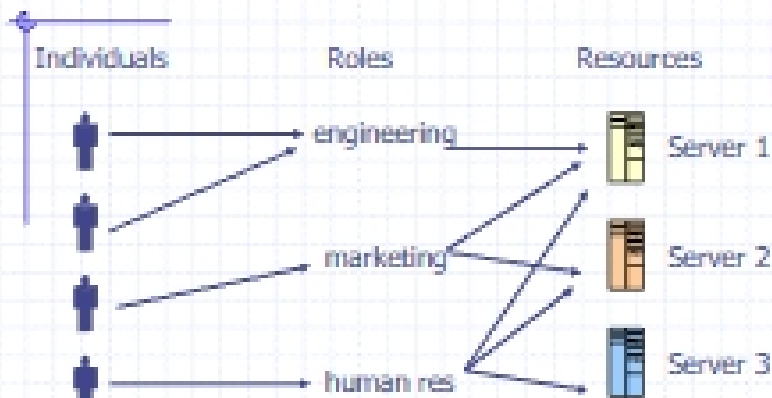 Individuals Roles Resources
engineering Server 1
marketing Server 2
human res Server 3